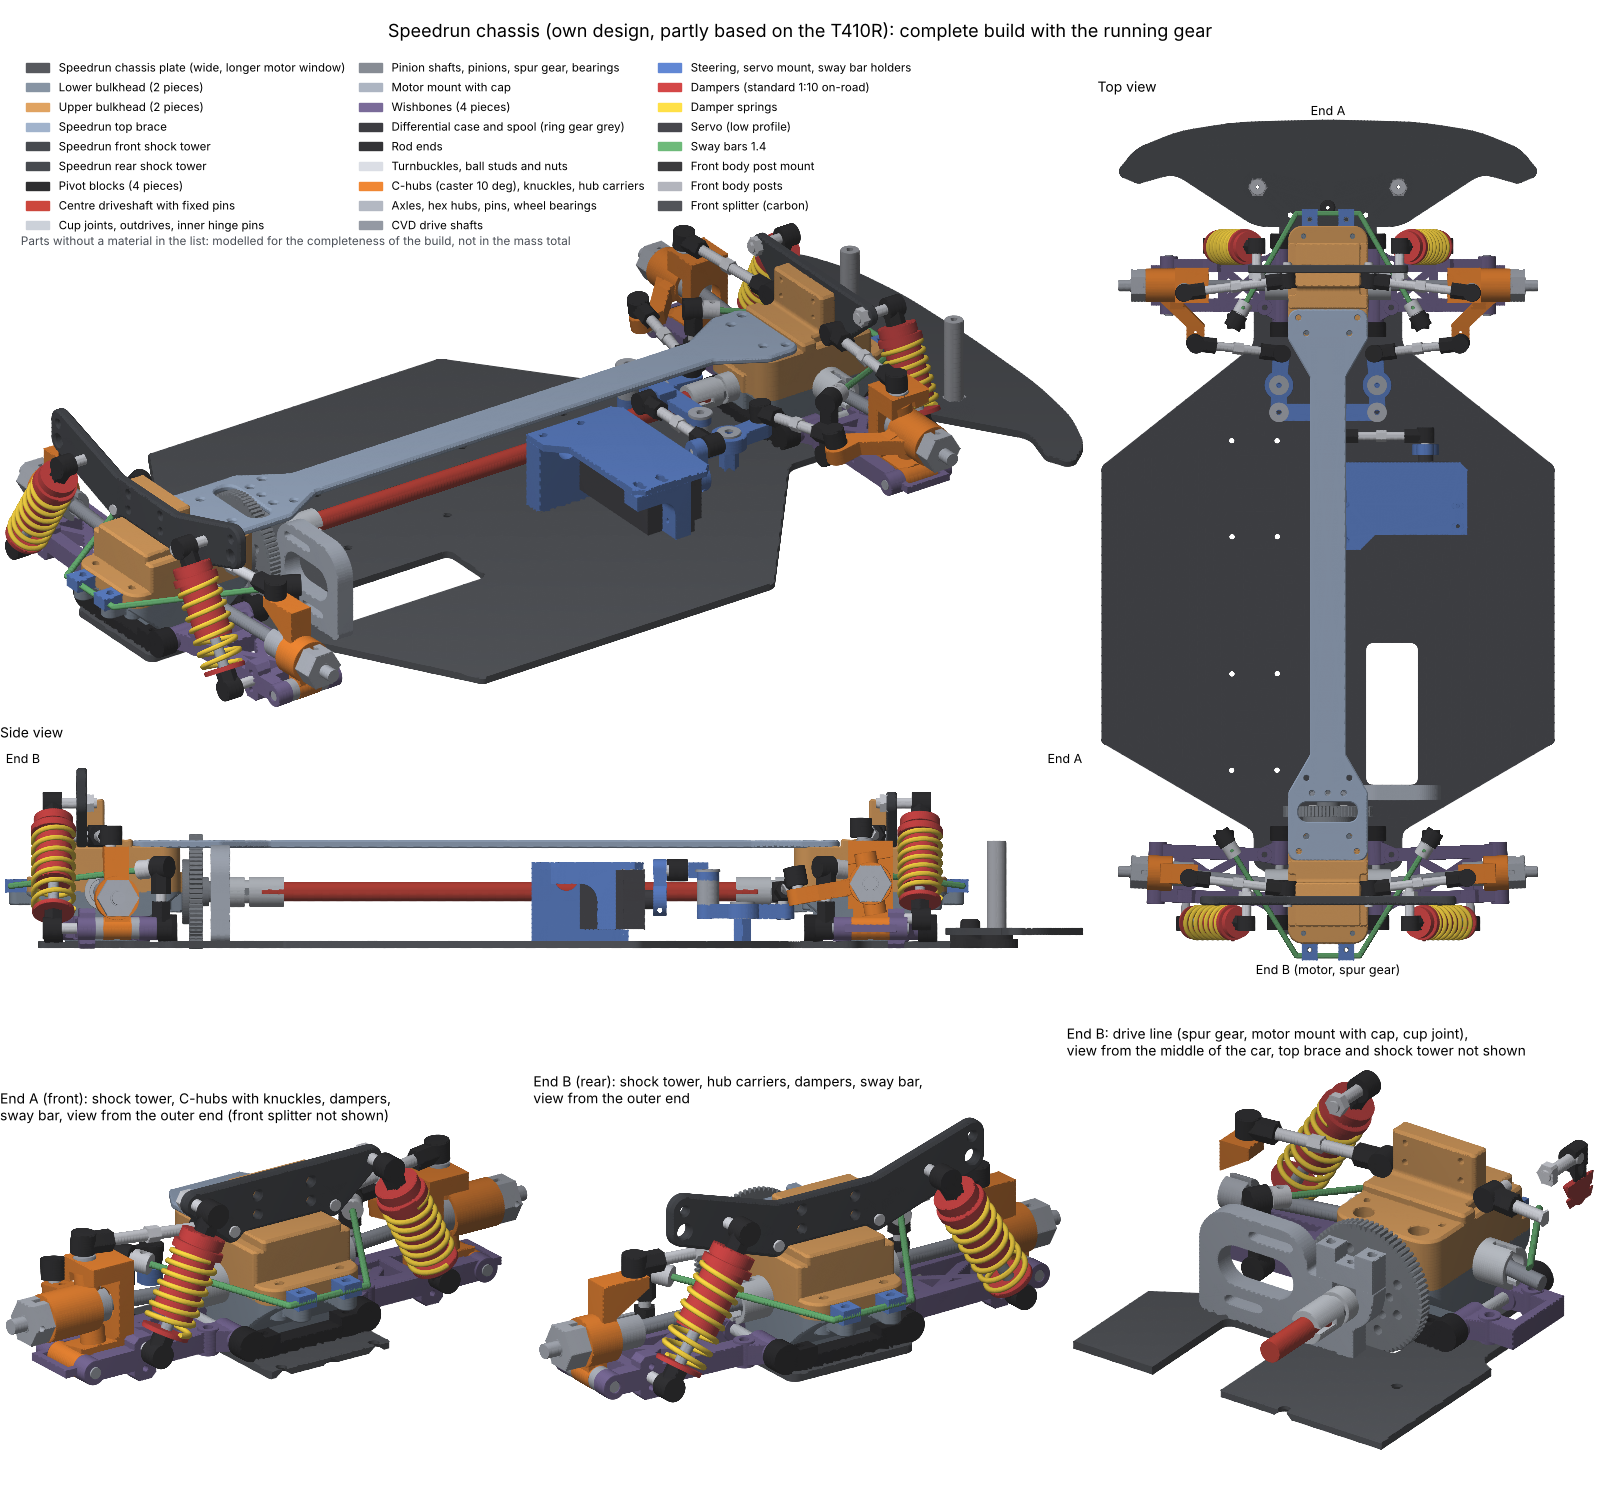 Speedrun chassis (own design, partly based on the T410R): complete build with the running gear
Speedrun chassis plate (wide, longer motor window)
Lower bulkhead (2 pieces)
Upper bulkhead (2 pieces)
Speedrun top brace
Speedrun front shock tower
Speedrun rear shock tower
Pivot blocks (4 pieces)
Centre driveshaft with fixed pins
Cup joints, outdrives, inner hinge pins
Pinion shafts, pinions, spur gear, bearings
Motor mount with cap
Wishbones (4 pieces)
Differential case and spool (ring gear grey)
Rod ends
Turnbuckles, ball studs and nuts
C-hubs (caster 10 deg), knuckles, hub carriers
Axles, hex hubs, pins, wheel bearings
CVD drive shafts
Steering, servo mount, sway bar holders
Dampers (standard 1:10 on-road)
Damper springs
Servo (low profile)
Sway bars 1.4
Front body post mount
Front body posts
Front splitter (carbon)
Parts without a material in the list: modelled for the completeness of the build, not in the mass total
Top view
End A
End B (motor, spur gear)
Side view
End B
End A
End A (front): shock tower, C-hubs with knuckles, dampers,
sway bar, view from the outer end (front splitter not shown)
End B (rear): shock tower, hub carriers, dampers, sway bar,
view from the outer end
End B: drive line (spur gear, motor mount with cap, cup joint),
view from the middle of the car, top brace and shock tower not shown